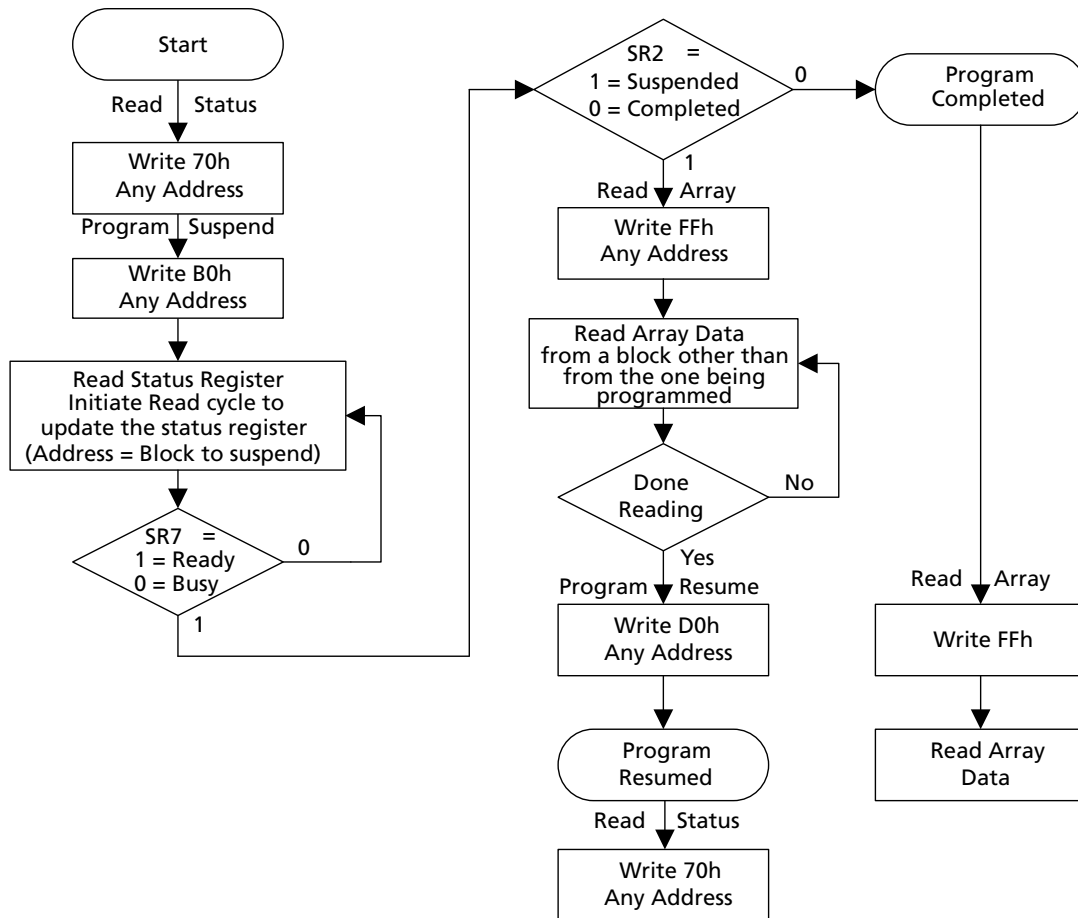 Start
Read Status
Write 70h
Any Address
Program Suspend
Write B0h
Any Address
Read Status Register
Initiate Read cycle to
update the status register
(Address = Block to suspend)
SR7 =
1 = Ready
0 = Busy
0
1
SR2 =
1 = Suspended
0 = Completed
0
1
Read Array
Write FFh
Any Address
Read Array Data
from a block other than
from the one being
programmed
Done
Reading
No
Yes
Program Resume
Write D0h
Any Address
Program
Resumed
Read Status
Write 70h
Any Address
Program
Completed
Read Array
Write FFh
Read Array
Data